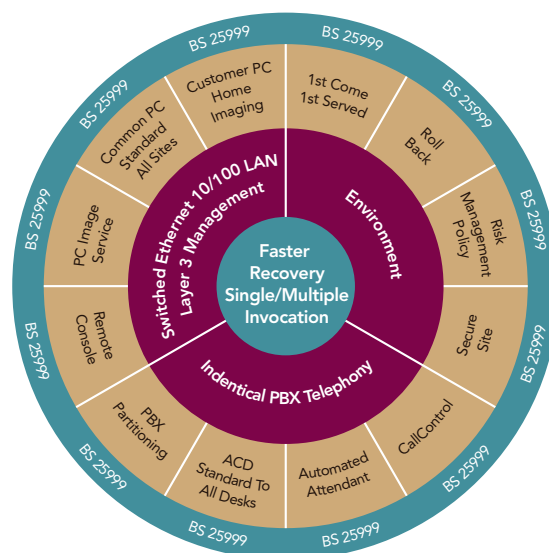 BS 25999
BS 25999
BS 25999
BS 25999
BS 25999
BS 25999
BS 25999
BS 25999
BS 25999
BS 25999
BS 25999
BS 25999
1st Come
1st Served
Roll
Back
Risk
Management
Policy
Secure
Site
CallControl
Automated
Attendant
ACD
Standard To
All Desks
PBX
Partitioning
Remote
Console
PC Image
Service
Common PC
Standard
All Sites
Customer PC
Home
Imaging
Switched Ethernet 10/100 LAN
Layer 3 Management
Environment
Indentical PBX Telephony
Faster
Recovery
Single/Multiple
Invocation